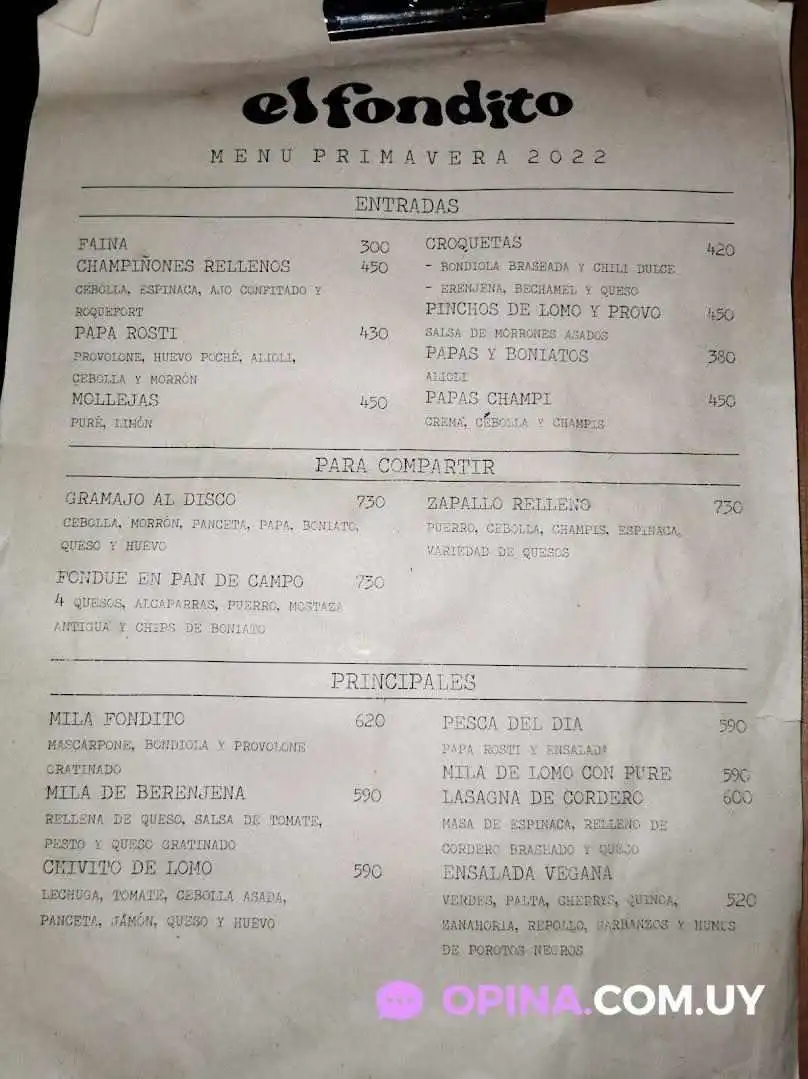 el fondito
MENU PRIMAVERA 2022
ENTRADAS
FAINA 300
CHAMPIÑONES RELLENOS 450
CEBOLLA, ESPINACA, AJO CONFITADO Y
ROQUEFORT
PAPA ROSTI 430
PROVOLONE, HUEVO POCHÉ, ALIOLI,
CEBOLLA Y MORRÓN
MOLLEJAS 450
PURÉ, LIMÓN
CROQUETAS 420
- BONDIOLA BRASEADA Y CHILI DULCE
- ERENJENA, BECHAMEL Y QUESO
PINCHOS DE LOMO Y PROVO 450
SALSA DE MORRONES ASADOS
PAPAS Y BONIATOS 380
ALIOLI
PAPAS CHAMPI 450
CREMA, CEBOLLA Y CHAMPIS
PARA COMPARTIR
GRAMAJO AL DISCO 730
CEBOLLA, MORRÓN, PANCETA, PAPA, BONIATO,
QUESO Y HUEVO
FONDUE EN PAN DE CAMPO 730
4 QUESOS, ALCAPARRAS, PUERRO, MOSTAZA
ANTIGUA Y CHIPS DE BONIATO
ZAPALLO RELLENO 730
PUERRO, CEBOLLA, CHAMPIS, ESPINACA,
VARIEDAD DE QUESOS
PRINCIPALES
MILA FONDITO 620
MASCARPONE, BONDIOLA Y PROVOLONE
GRATINADO
MILA DE BERENJENA 590
RELLENA DE QUESO, SALSA DE TOMATE,
PESTO Y QUESO GRATINADO
CHIVITO DE LOMO 590
LECHUGA, TOMATE, CEBOLLA ASADA,
PANCETA, JAMÓN, QUESO Y HUEVO
PESCA DEL DIA 590
PAPA ROSTI Y ENSALADA
MILA DE LOMO CON PURE 590
LASAGNA DE CORDERO 600
MASA DE ESPINACA, RELLENO DE
CORDERO BRASEADO Y QUESO
ENSALADA VEGANA
VERDES, PALTA, CHERRYS, QUINOA, 520
ZANAHORIA, REPOLLO, GARBANZOS Y HUMUS
DE POROTOS NEGROS
OPINA.COM.UY